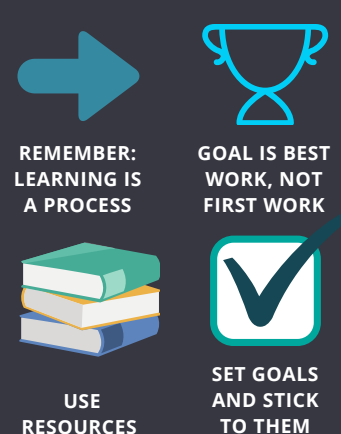 REMEMBER:
LEARNING IS
A PROCESS
GOAL IS BEST
WORK, NOT
FIRST WORK
USE
RESOURCES
SET GOALS
AND STICK
TO THEM